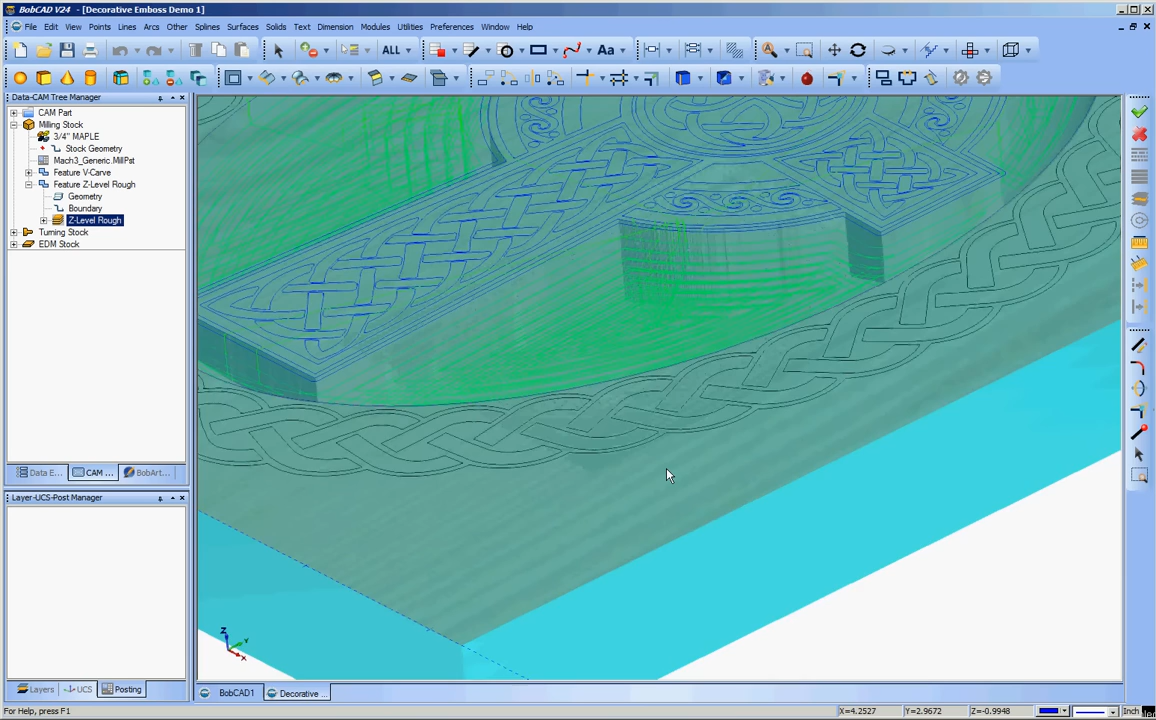 BobCAD V24 - [Decorative Emboss Demo 1]
File Edit View Points Lines Arcs Other Splines Surfaces Solids Text Dimension Modules Utilities Preferences Window Help
ALL Aa
Data-CAM Tree Manager
CAM Part
Milling Stock
3/4" MAPLE
Stock Geometry
Mach3_Generic.MillPst
Feature V-Carve
Feature Z-Level Rough
Geometry
Boundary
Z-Level Rough
Turning Stock
EDM Stock
Data E... CAM ... BobArt...
Layer-UCS-Post Manager
Z
Y
X
Layers UCS Posting
BobCAD1 Decorative ...
For Help, press F1 X=4.2527 Y=2.9672 Z=-0.9948 Inch